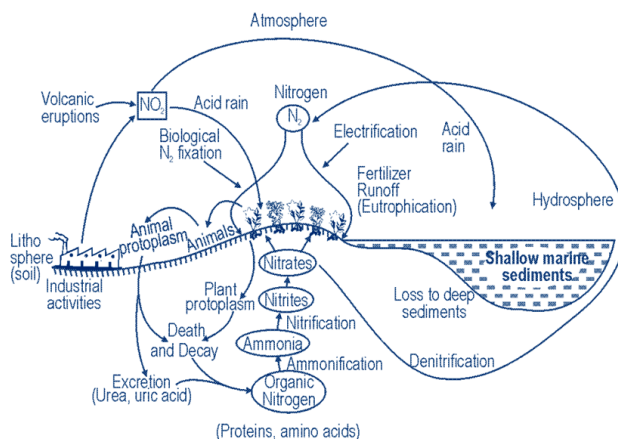 Atmosphere
Volcanic
eruptions
NO2
Acid rain
Nitrogen
N2
Biological
N2 fixation
Electrification
Acid
rain
Fertilizer
Runoff
(Eutrophication)
Hydrosphere
Animal
protoplasm
Animals
Litho
sphere
(soil)
Industrial
activities
Nitrates
Shallow marine
sediments
Plant
protoplasm
Nitrites
Loss to deep
sediments
Nitrification
Death
and Decay
Ammonia
Denitrification
Ammonification
Excretion
(Urea, uric acid)
Organic
Nitrogen
(Proteins, amino acids)